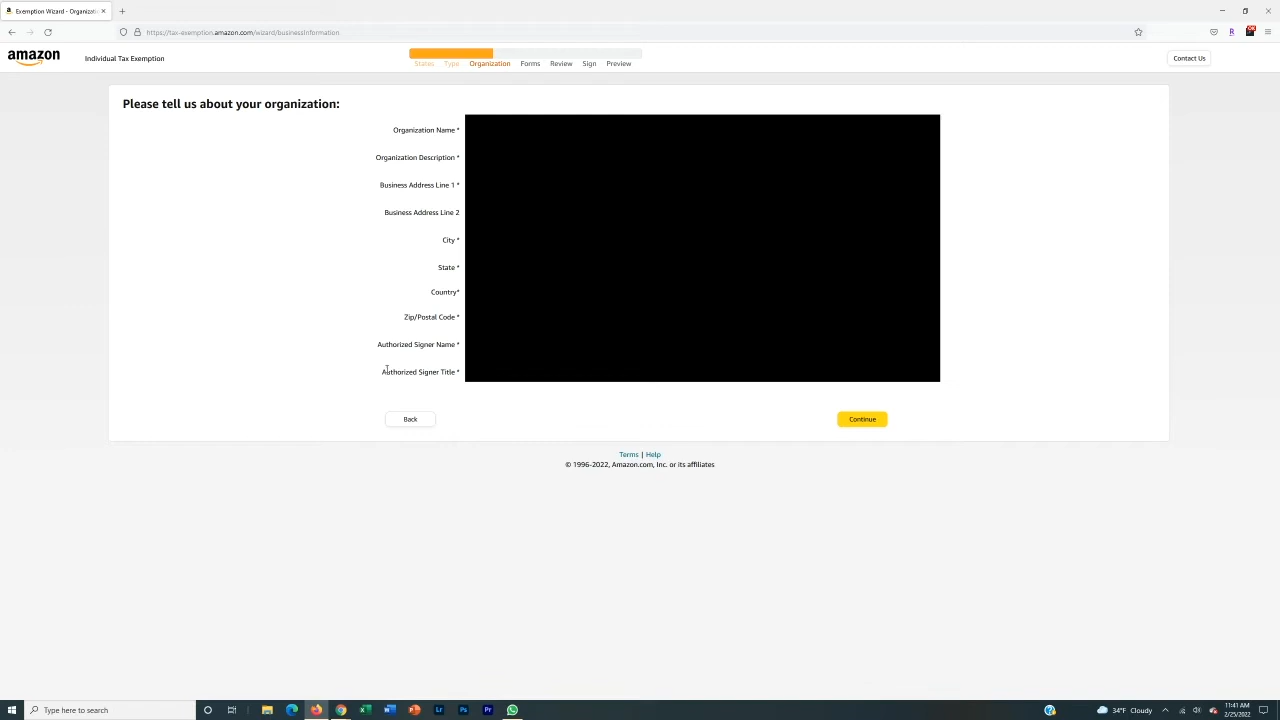 Exemption Wizard - Organizati
https://tax-exemption.amazon.com/wizard/businessInformation
amazon
Individual Tax Exemption
States Type Organization Forms Review Sign Preview
Contact Us
Please tell us about your organization:
Organization Name *
Organization Description *
Business Address Line 1 *
Business Address Line 2
City *
State *
Country*
Zip/Postal Code *
Authorized Signer Name *
Authorized Signer Title *
Back
Continue
Terms | Help
© 1996-2022, Amazon.com, Inc. or its affiliates
Type here to search
34°F Cloudy
11:41 AM
2/25/2022